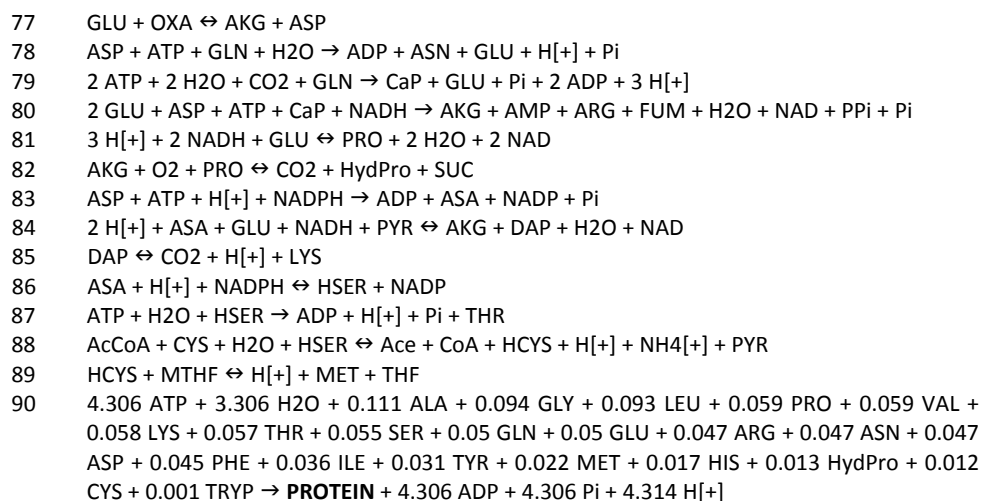 77 GLU + OXA ⇔ AKG + ASP
78 ASP + ATP + GLN + H2O → ADP + ASN + GLU + H[+] + Pi
79 2 ATP + 2 H2O + CO2 + GLN → CaP + GLU + Pi + 2 ADP + 3 H[+]
80 2 GLU + ASP + ATP + CaP + NADH → AKG + AMP + ARG + FUM + H2O + NAD + PPi + Pi
81 3 H[+] + 2 NADH + GLU ⇔ PRO + 2 H2O + 2 NAD
82 AKG + O2 + PRO ⇔ CO2 + HydPro + SUC
83 ASP + ATP + H[+] + NADPH → ADP + ASA + NADP + Pi
84 2 H[+] + ASA + GLU + NADH + PYR ⇔ AKG + DAP + H2O + NAD
85 DAP ⇔ CO2 + H[+] + LYS
86 ASA + H[+] + NADPH ⇔ HSER + NADP
87 ATP + H2O + HSER → ADP + H[+] + Pi + THR
88 AcCoA + CYS + H2O + HSER ⇔ Ace + CoA + HCYS + H[+] + NH4[+] + PYR
89 HCYS + MTHF ⇔ H[+] + MET + THF
90 4.306 ATP + 3.306 H2O + 0.111 ALA + 0.094 GLY + 0.093 LEU + 0.059 PRO + 0.059 VAL +
0.058 LYS + 0.057 THR + 0.055 SER + 0.05 GLN + 0.05 GLU + 0.047 ARG + 0.047 ASN + 0.047
ASP + 0.045 PHE + 0.036 ILE + 0.031 TYR + 0.022 MET + 0.017 HIS + 0.013 HydPro + 0.012
CYS + 0.001 TRYP → PROTEIN + 4.306 ADP + 4.306 Pi + 4.314 H[+]